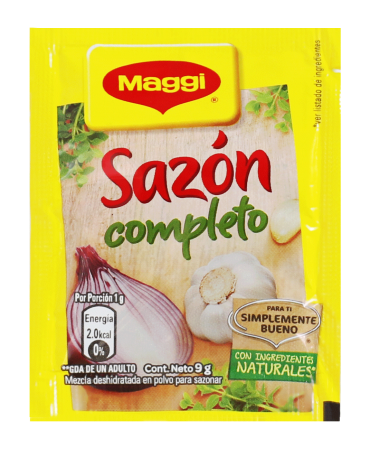 *ver listado de ingredientes
Maggi
®
Sazón
completo
Por Porción 1 g
Energía
2.0kcal
0%
PARA TI
SIMPLEMENTE
BUENO
CON INGREDIENTES
NATURALES*
**GDA DE UN ADULTO Cont. Neto 9 g
Mezcla deshidratada en polvo para sazonar